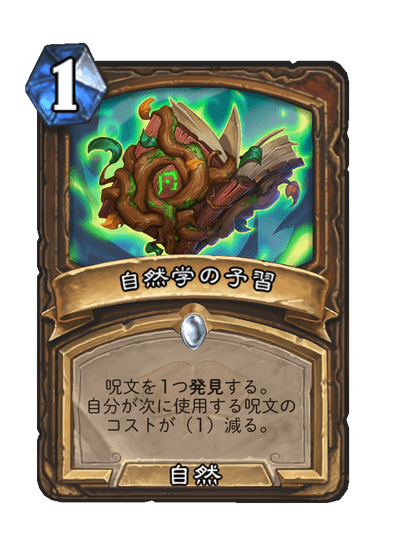 1
自然学の予習
呪文を1つ発見する。
自分が次に使用する呪文の
コストが（1）減る。
自然